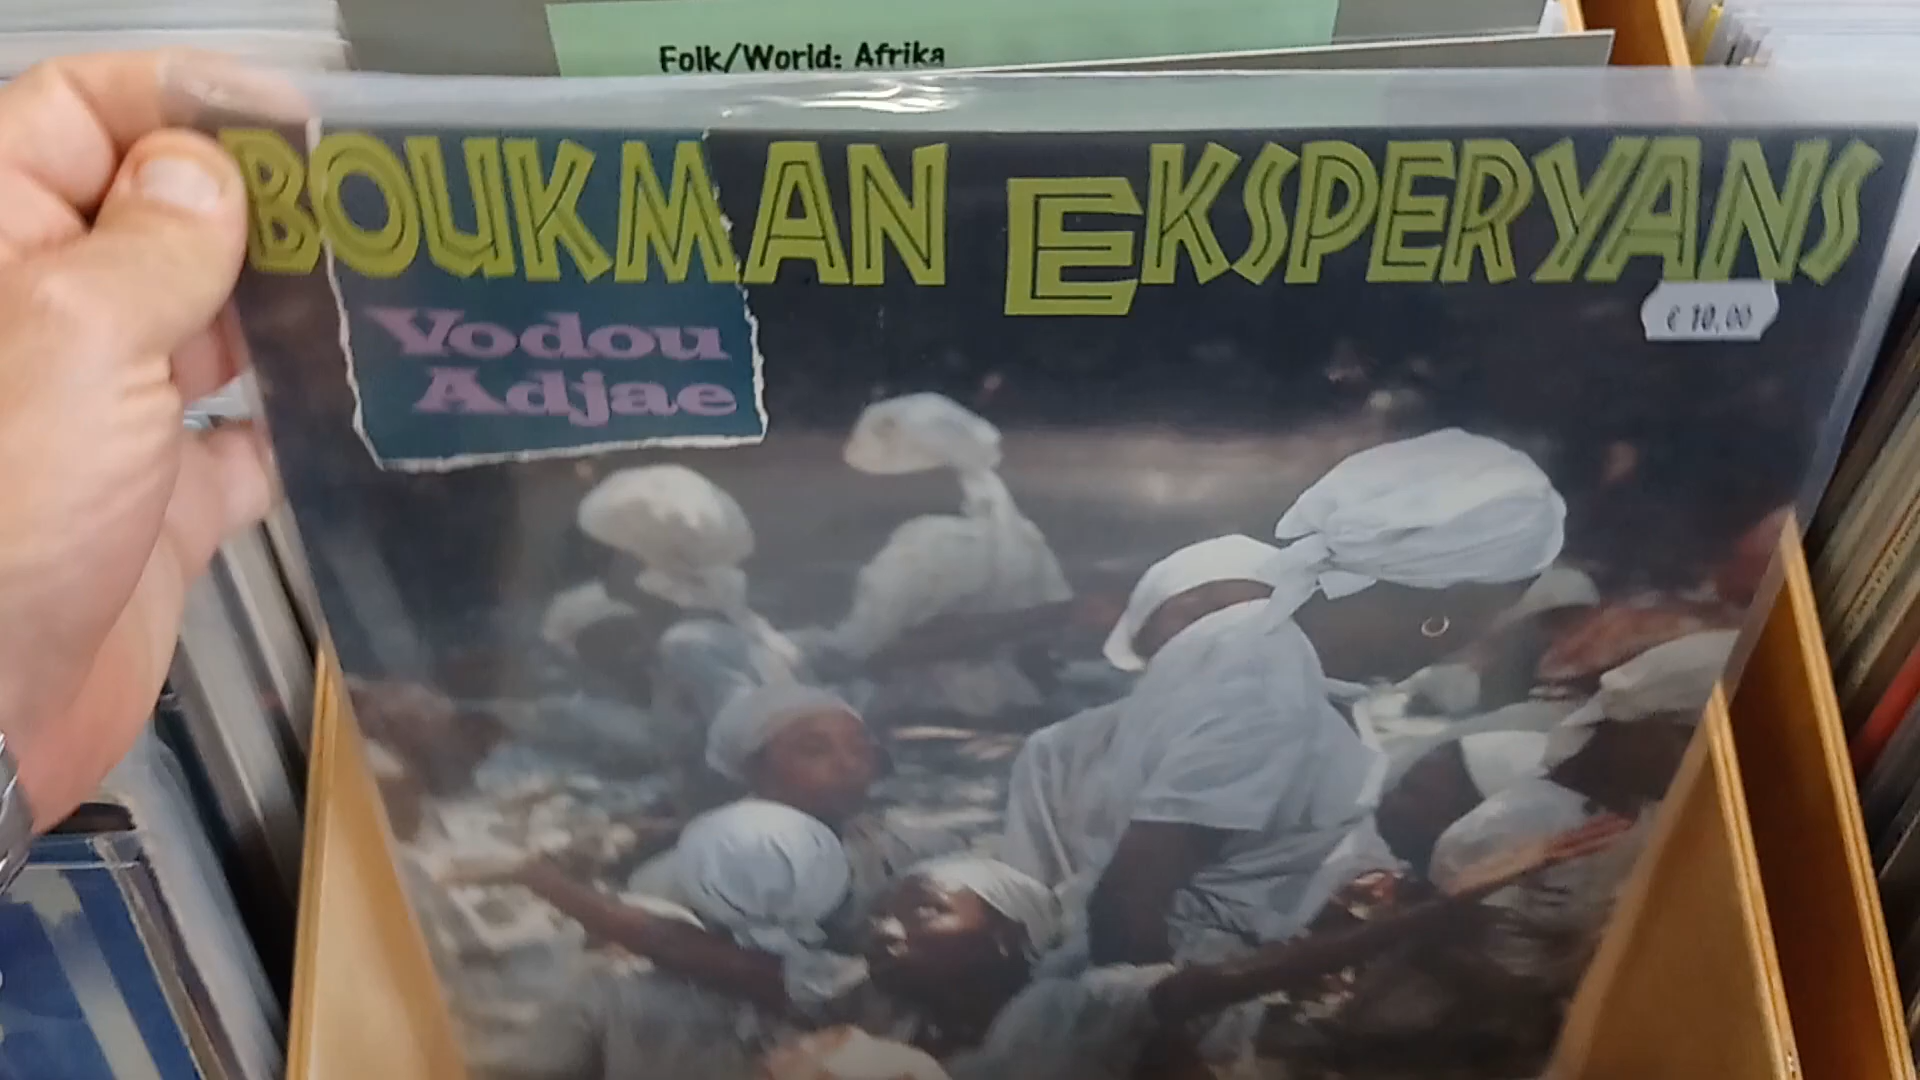 Folk/World: Afrika
BOUKMAN EKSPERYANS
€ 10,00
Vodou
Adjae